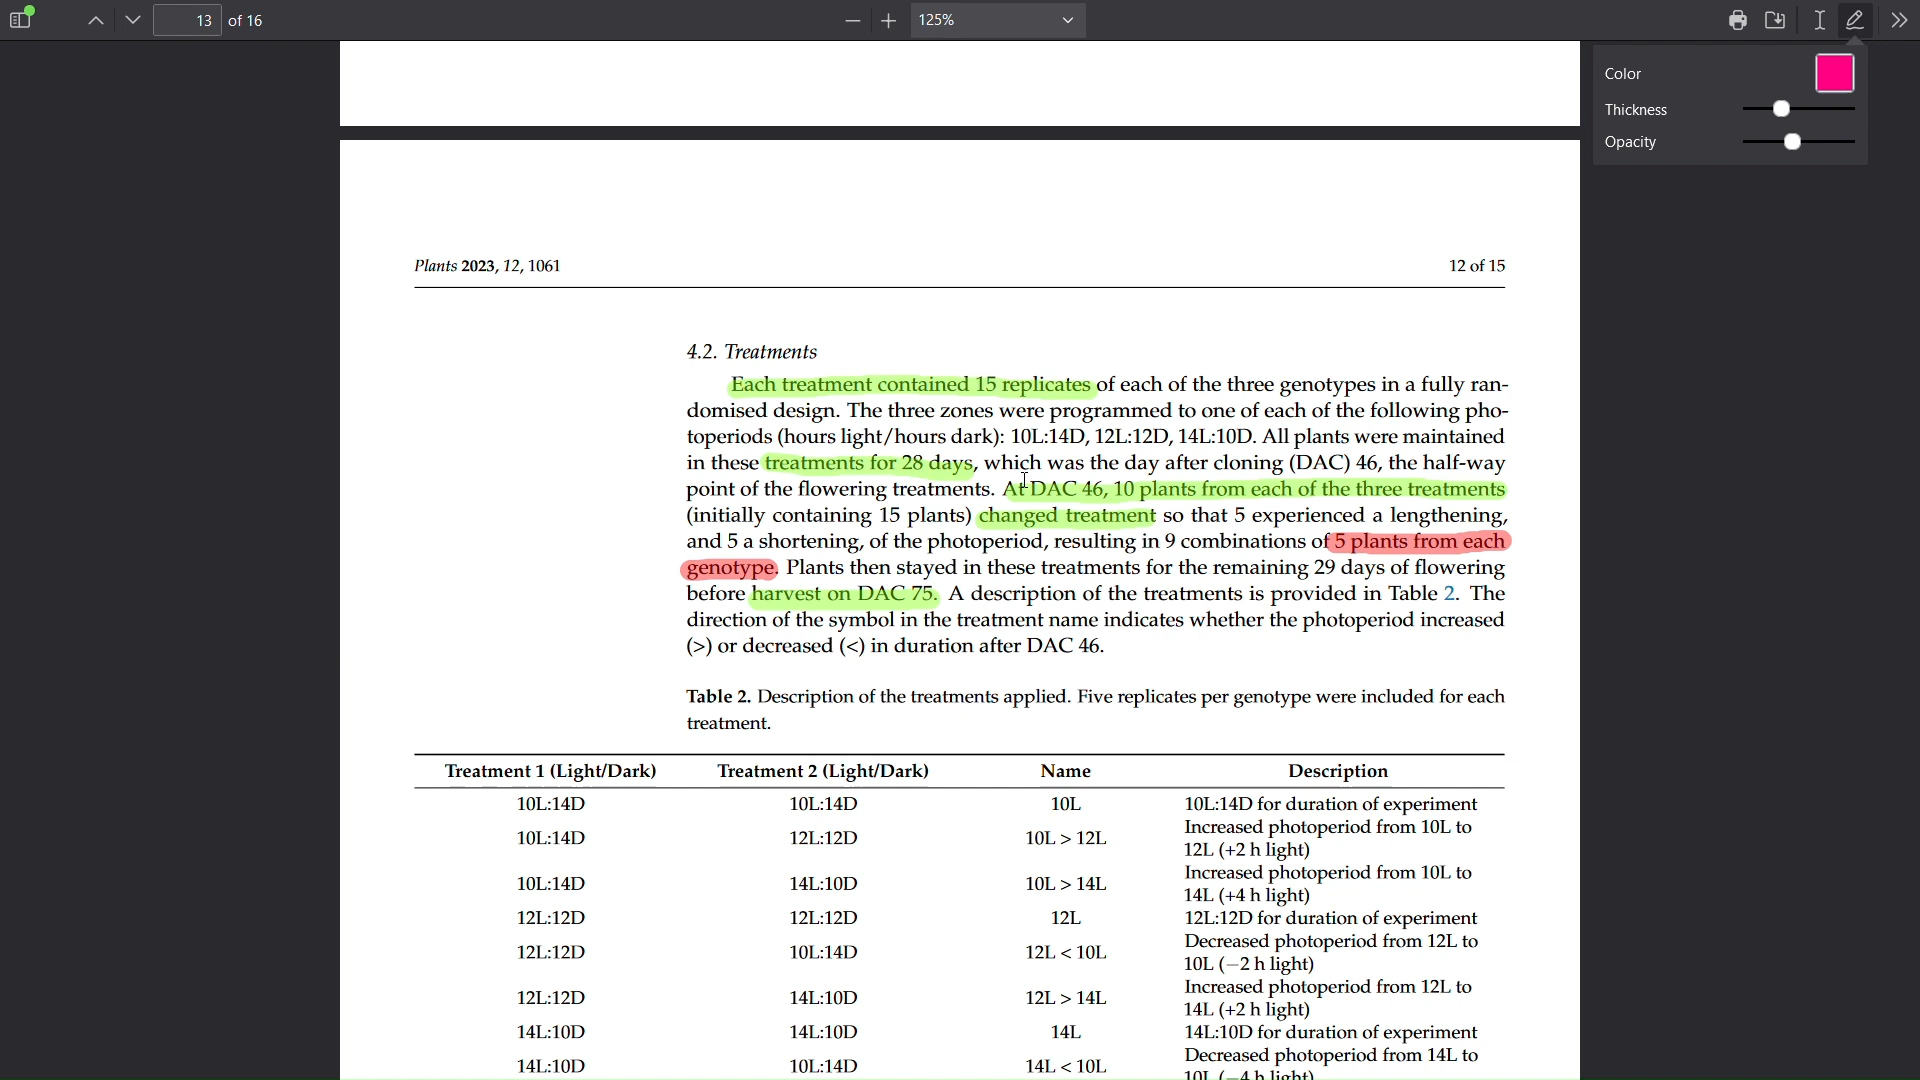 13 of 16
125%
Color
Thickness
Opacity
Plants 2023, 12, 1061
12 of 15
4.2. Treatments
Each treatment contained 15 replicates of each of the three genotypes in a fully ran-
domised design. The three zones were programmed to one of each of the following pho-
toperiods (hours light/hours dark): 10L:14D, 12L:12D, 14L:10D. All plants were maintained
in these treatments for 28 days, which was the day after cloning (DAC) 46, the half-way
point of the flowering treatments. At DAC 46, 10 plants from each of the three treatments
(initially containing 15 plants) changed treatment so that 5 experienced a lengthening,
and 5 a shortening, of the photoperiod, resulting in 9 combinations of 5 plants from each
genotype. Plants then stayed in these treatments for the remaining 29 days of flowering
before harvest on DAC 75. A description of the treatments is provided in Table 2. The
direction of the symbol in the treatment name indicates whether the photoperiod increased
(>) or decreased (<) in duration after DAC 46.
Table 2. Description of the treatments applied. Five replicates per genotype were included for each
treatment.
Treatment 1 (Light/Dark) Treatment 2 (Light/Dark) Name Description
10L:14D 10L:14D 10L 10L:14D for duration of experiment
10L:14D 12L:12D 10L > 12L Increased photoperiod from 10L to
12L (+2 h light)
10L:14D 14L:10D 10L > 14L Increased photoperiod from 10L to
14L (+4 h light)
12L:12D 12L:12D 12L 12L:12D for duration of experiment
12L:12D 10L:14D 12L < 10L Decreased photoperiod from 12L to
10L (−2 h light)
12L:12D 14L:10D 12L > 14L Increased photoperiod from 12L to
14L (+2 h light)
14L:10D 14L:10D 14L 14L:10D for duration of experiment
14L:10D 10L:14D 14L < 10L Decreased photoperiod from 14L to
10L (−4 h light)